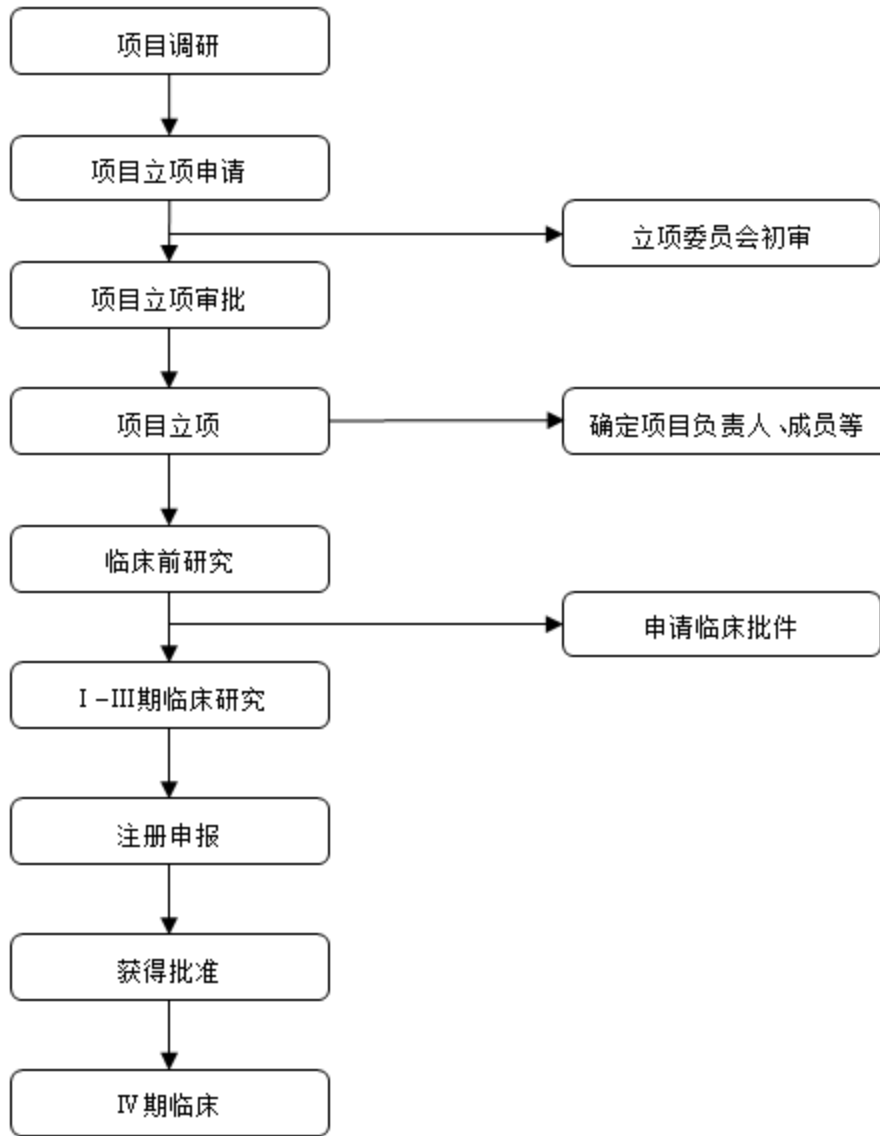 项目调研
项目立项申请
立项委员会初审
项目立项审批
项目立项
确定项目负责人、成员等
临床前研究
申请临床批件
I-III期临床研究
注册申报
获得批准
IV期临床